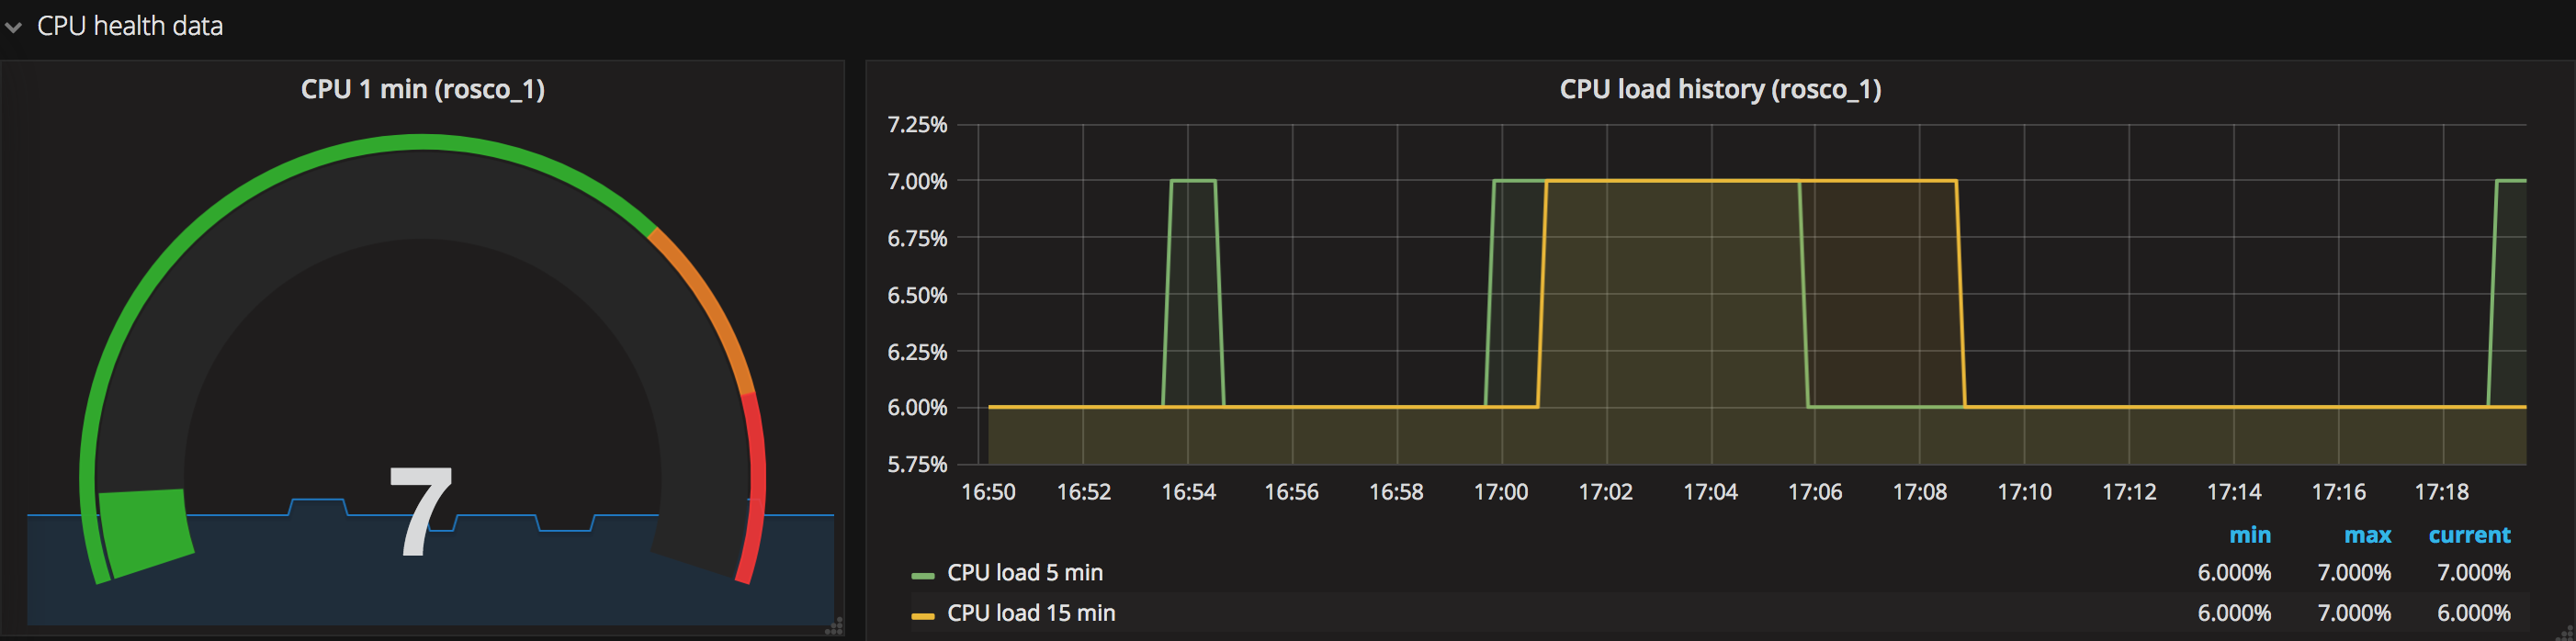 CPU health data
CPU 1 min (rosco_1)
7
CPU load history (rosco_1)
7.25%
7.00%
6.75%
6.50%
6.25%
6.00%
5.75%
16:50 16:52 16:54 16:56 16:58 17:00 17:02 17:04 17:06 17:08 17:10 17:12 17:14 17:16 17:18
min max current
CPU load 5 min 6.000% 7.000% 7.000%
CPU load 15 min 6.000% 7.000% 6.000%